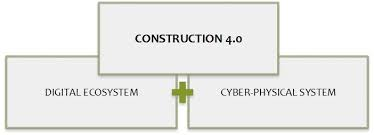 CONSTRUCTION 4.0
DIGITAL ECOSYSTEM
CYBER-PHYSICAL SYSTEM